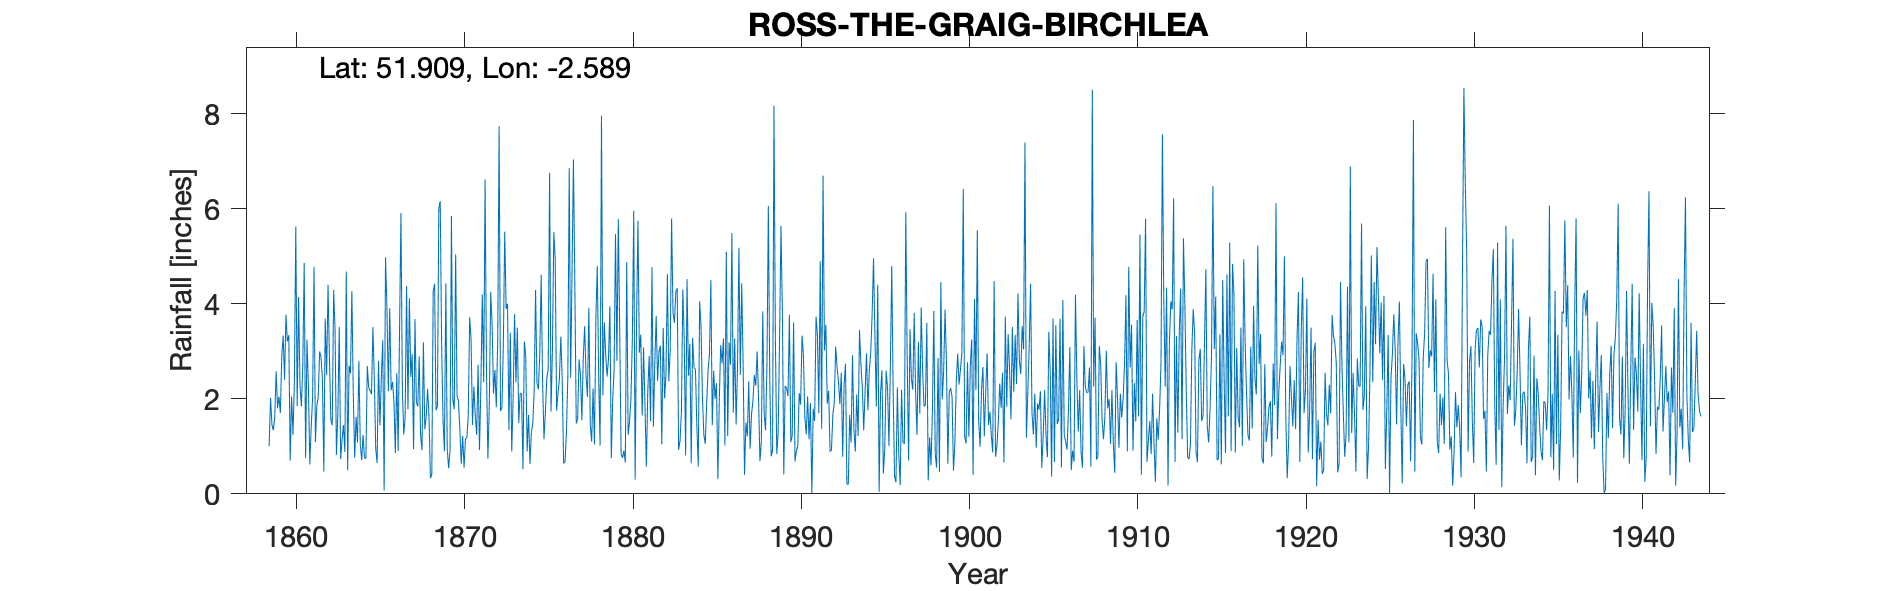 ROSS-THE-GRAIG-BIRCHLEA
Lat: 51.909, Lon: -2.589
Rainfall [inches]
8
6
4
2
0
1860 1870 1880 1890 1900 1910 1920 1930 1940
Year